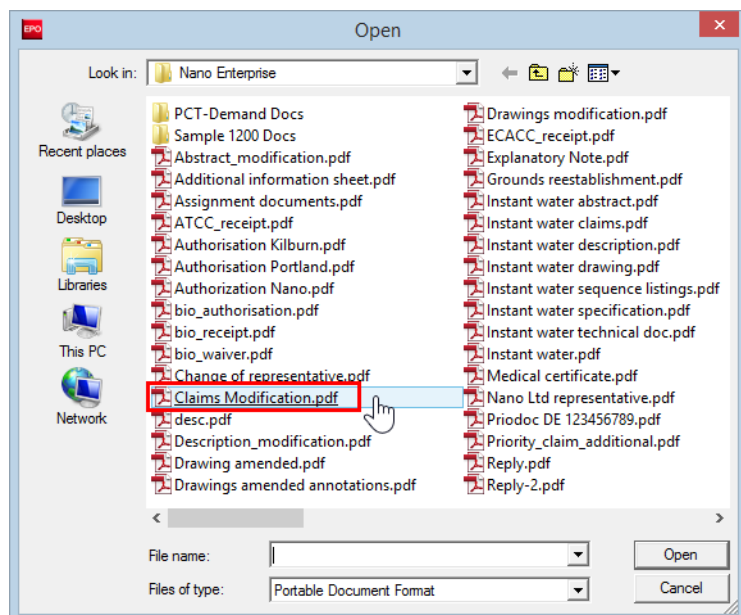 EPO
Open
Look in:
Nano Enterprise
Recent places
Desktop
Libraries
This PC
Network
PCT-Demand Docs
Sample 1200 Docs
Abstract_modification.pdf
Additional information sheet.pdf
Assignment documents.pdf
ATCC_receipt.pdf
Authorisation Kilburn.pdf
Authorisation Portland.pdf
Authorization Nano.pdf
bio_authorisation.pdf
bio_receipt.pdf
bio_waiver.pdf
Change of representative.pdf
Claims Modification.pdf
desc.pdf
Description_modification.pdf
Drawing amended.pdf
Drawings amended annotations.pdf
Drawings modification.pdf
ECACC_receipt.pdf
Explanatory Note.pdf
Grounds reestablishment.pdf
Instant water abstract.pdf
Instant water claims.pdf
Instant water description.pdf
Instant water drawing.pdf
Instant water sequence listings.pdf
Instant water specification.pdf
Instant water technical doc.pdf
Instant water.pdf
Medical certificate.pdf
Nano Ltd representative.pdf
Priodoc DE 123456789.pdf
Priority_claim_additional.pdf
Reply.pdf
Reply-2.pdf
File name:
Open
Files of type:
Portable Document Format
Cancel